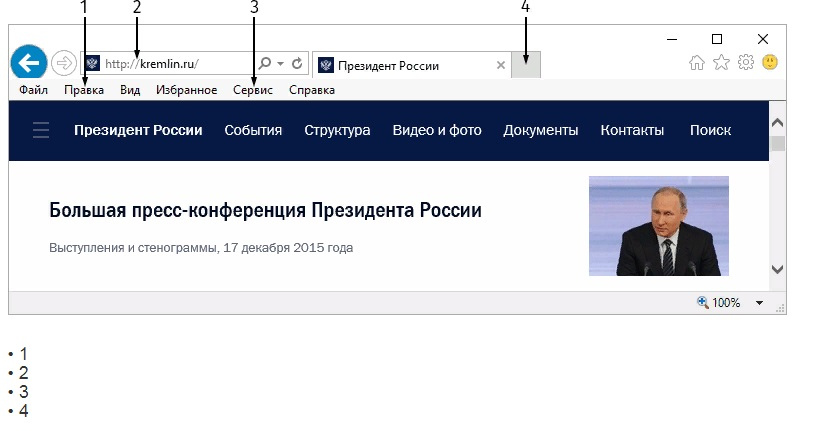 1 2 3 4
http://kremlin.ru/ Президент России
Файл Правка Вид Избранное Сервис Справка
Президент России События Структура Видео и фото Документы Контакты Поиск
Большая пресс-конференция Президента России
Выступления и стенограммы, 17 декабря 2015 года
100%
• 1
• 2
• 3
• 4